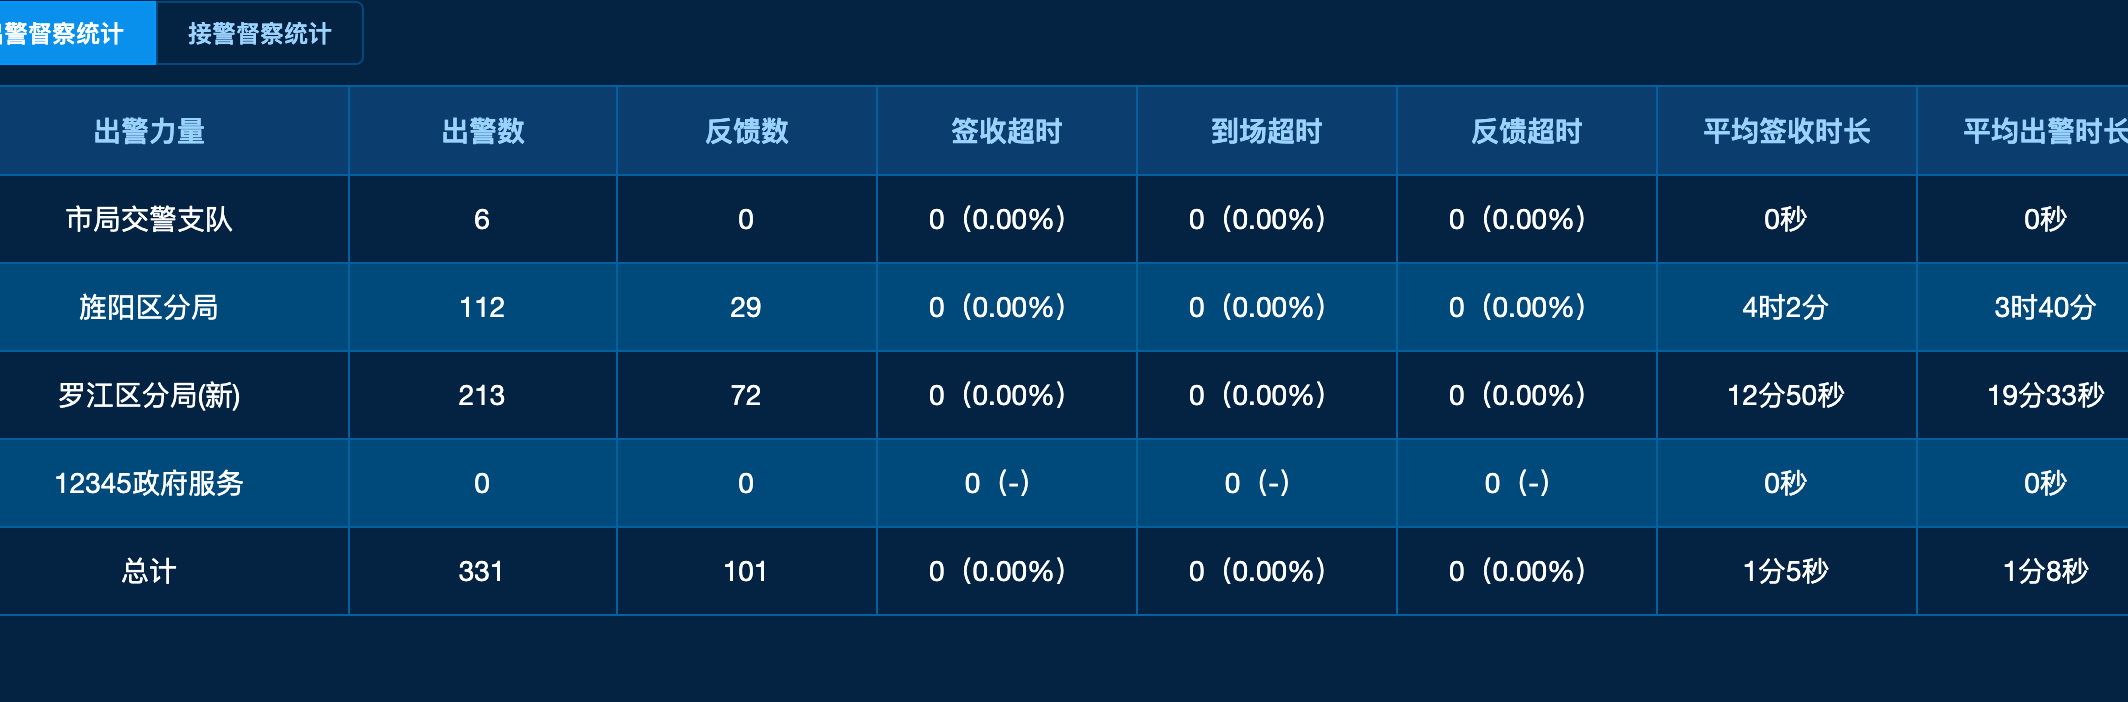 警督察统计 接警督察统计
出警力量 出警数 反馈数 签收超时 到场超时 反馈超时 平均签收时长 平均出警时长
市局交警支队 6 0 0（0.00%） 0（0.00%） 0（0.00%） 0秒 0秒
旌阳区分局 112 29 0（0.00%） 0（0.00%） 0（0.00%） 4时2分 3时40分
罗江区分局(新) 213 72 0（0.00%） 0（0.00%） 0（0.00%） 12分50秒 19分33秒
12345政府服务 0 0 0（-） 0（-） 0（-） 0秒 0秒
总计 331 101 0（0.00%） 0（0.00%） 0（0.00%） 1分5秒 1分8秒